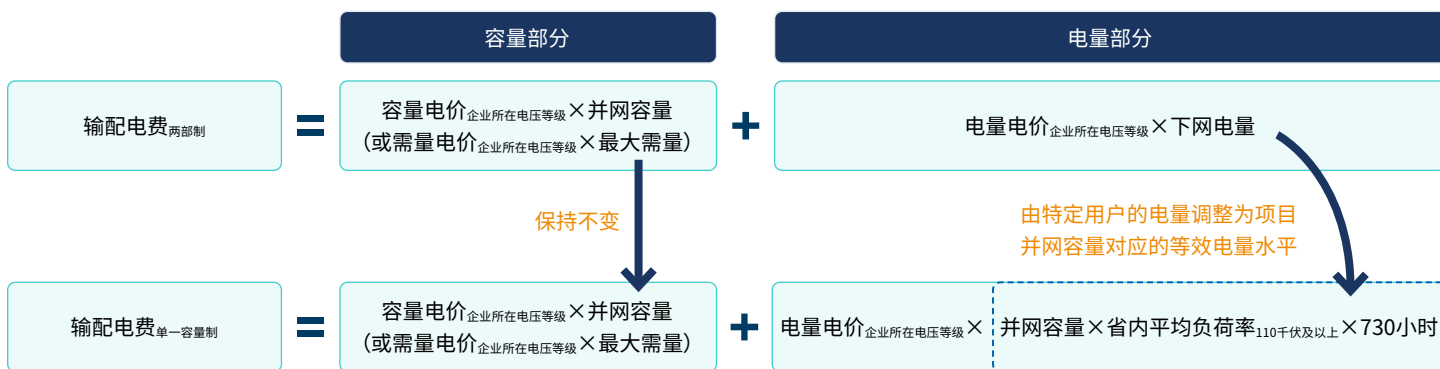 容量部分
电量部分
输配电费两部制
=
容量电价企业所在电压等级×并网容量
（或需量电价企业所在电压等级×最大需量）
+
电量电价企业所在电压等级×下网电量
保持不变
由特定用户的电量调整为项目
并网容量对应的等效电量水平
输配电费单一容量制
=
容量电价企业所在电压等级×并网容量
（或需量电价企业所在电压等级×最大需量）
+
电量电价企业所在电压等级×
并网容量×省内平均负荷率110千伏及以上×730小时